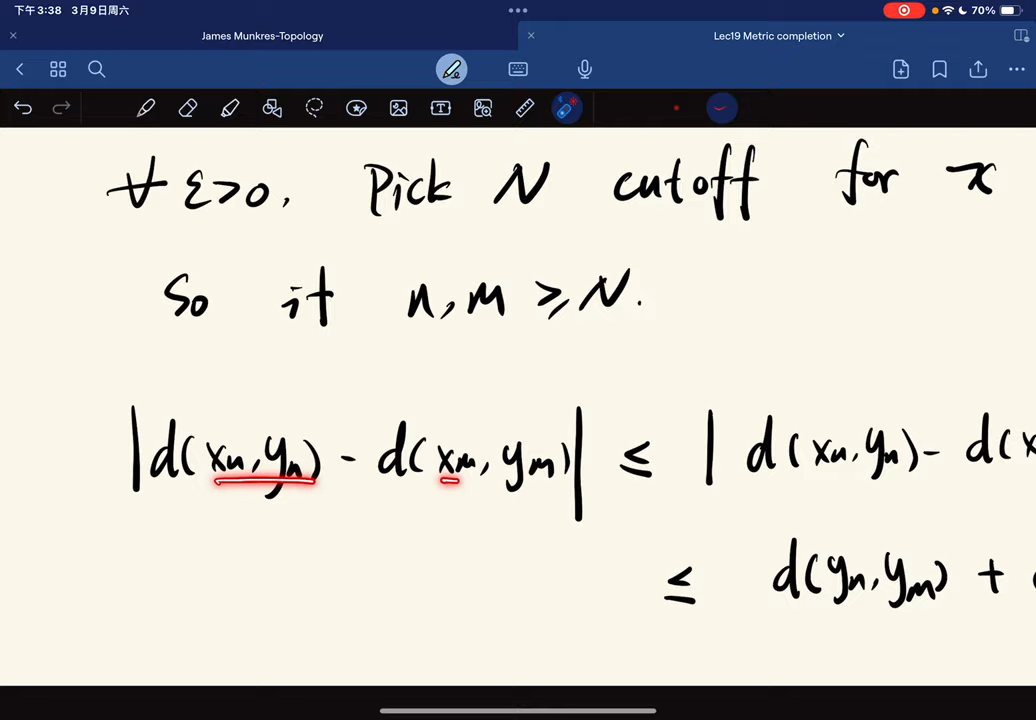 下午3:38 3月9日周六 70%
James Munkres-Topology Lec19 Metric completion
∀ ε>0, Pick N cutoff for x
So if n,m ≥N.
|d(xn,yn) - d(xm,ym)| ≤ | d(xn,yn) - d(x
≤ d(yn,ym) +